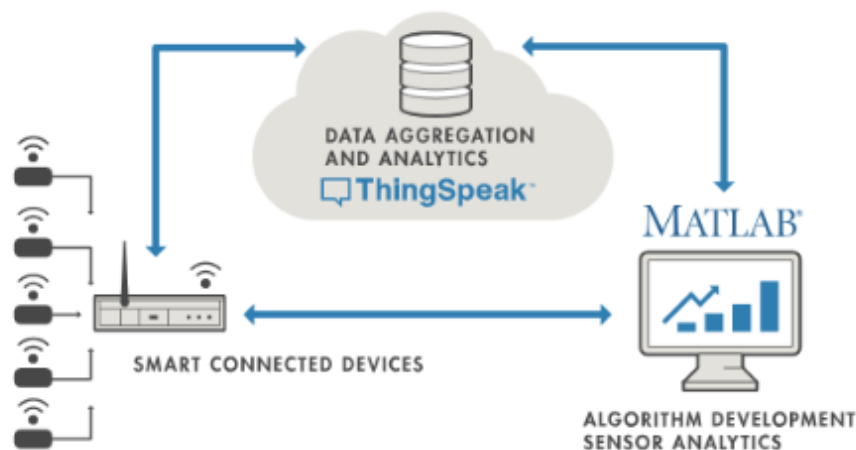 DATA AGGREGATION
AND ANALYTICS
ThingSpeak™
MATLAB®
SMART CONNECTED DEVICES
ALGORITHM DEVELOPMENT
SENSOR ANALYTICS